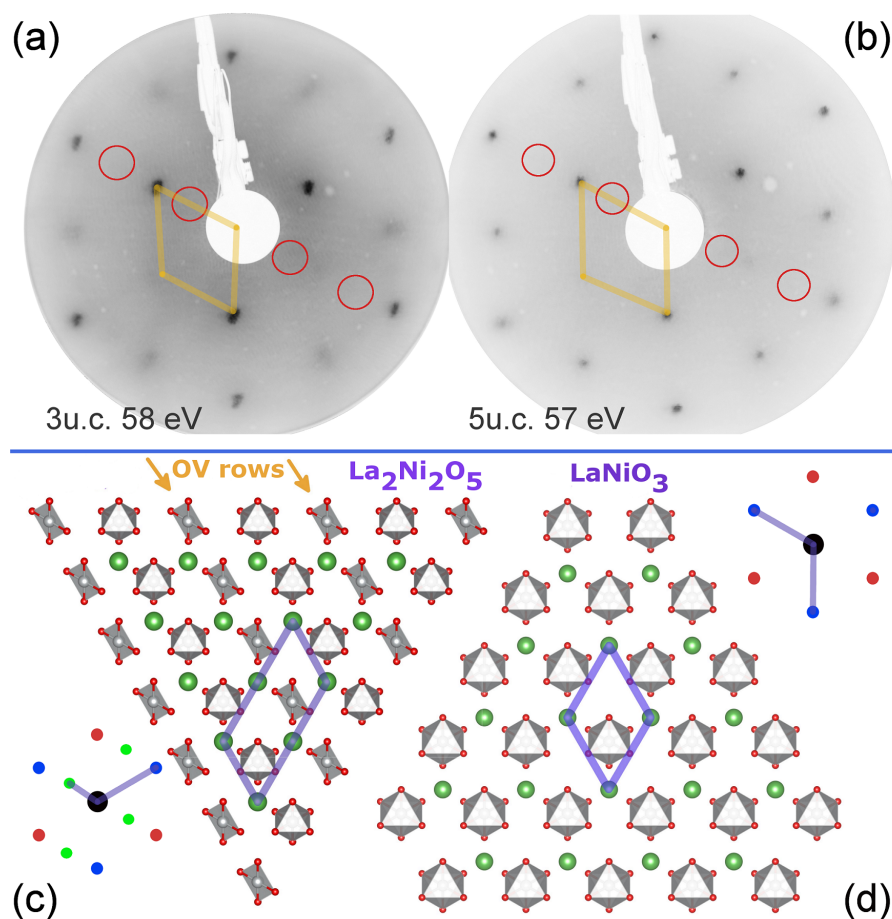 (a)
(b)
3u.c. 58 eV
5u.c. 57 eV
OV rows
La2Ni2O5
LaNiO3
(c)
(d)